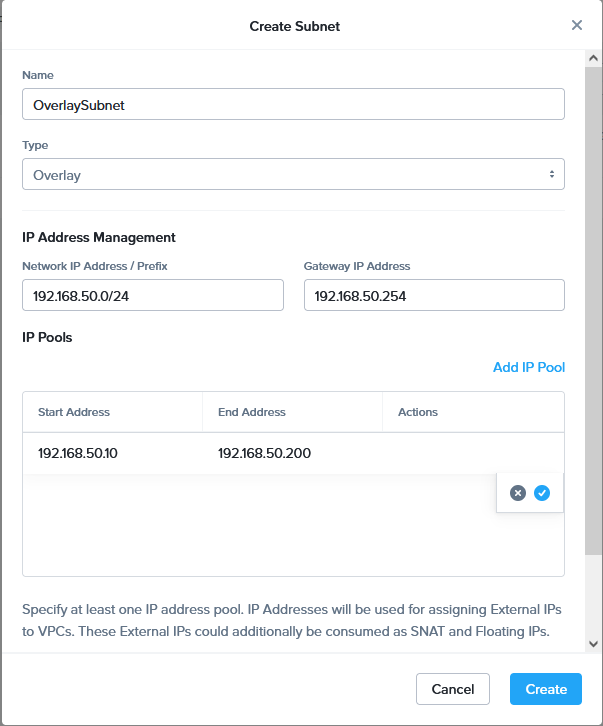 Create Subnet
Name
OverlaySubnet
Type
Overlay
IP Address Management
Network IP Address / Prefix
Gateway IP Address
192.168.50.0/24
192.168.50.254
IP Pools
Add IP Pool
Start Address
End Address
Actions
192.168.50.10
192.168.50.200
Specify at least one IP address pool. IP Addresses will be used for assigning External IPs
to VPCs. These External IPs could additionally be consumed as SNAT and Floating IPs.
Cancel
Create